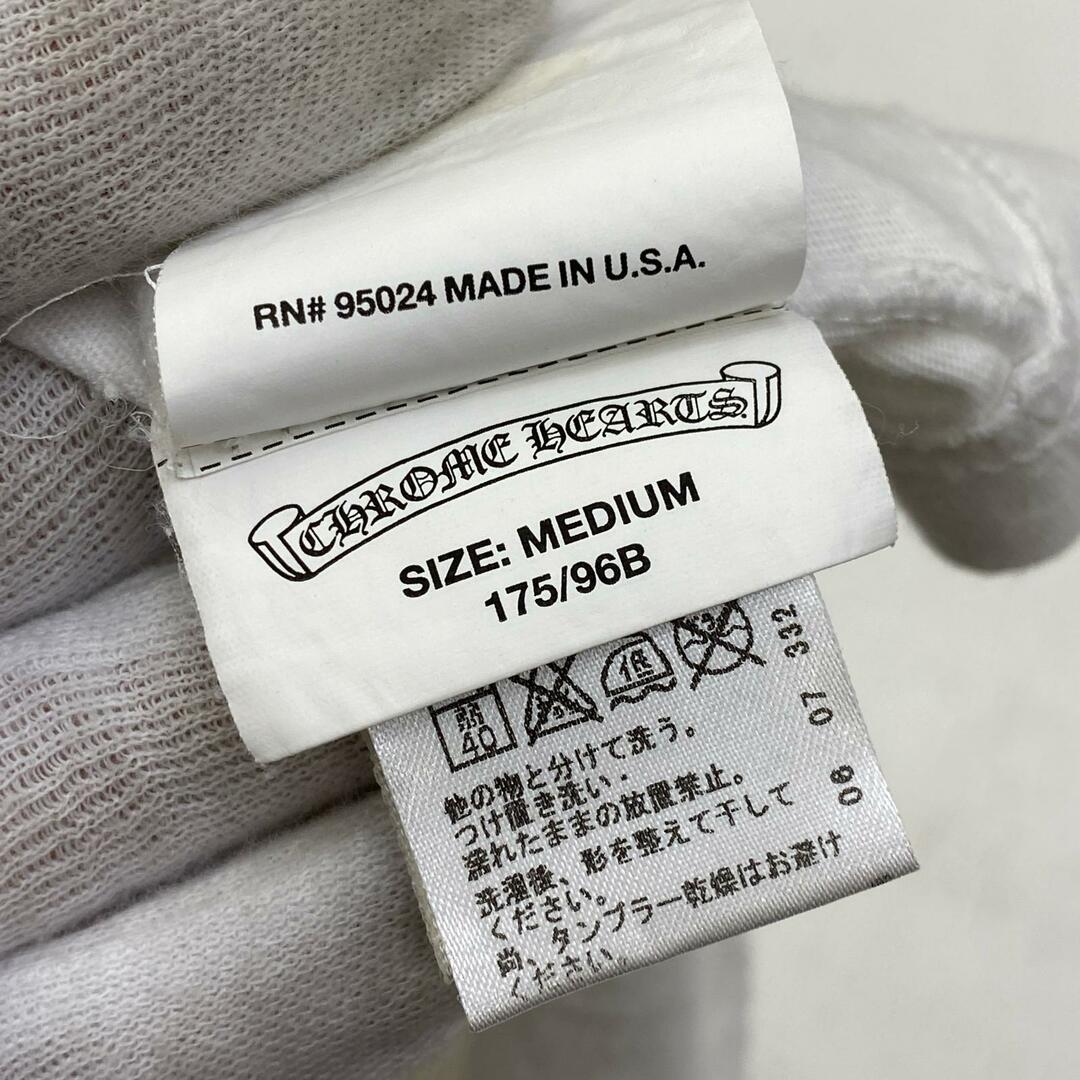 RN# 95024 MADE IN U.S.A.
CHROME HEARTS
SIZE: MEDIUM
175/96B
弱
40
低
332
07
06
他の物と分けて洗う。
つけ置き洗い・
濡れたままの放置禁止。
洗濯後、形を整えて干して
ください。
尚、タンブラー乾燥はお避け
ください。